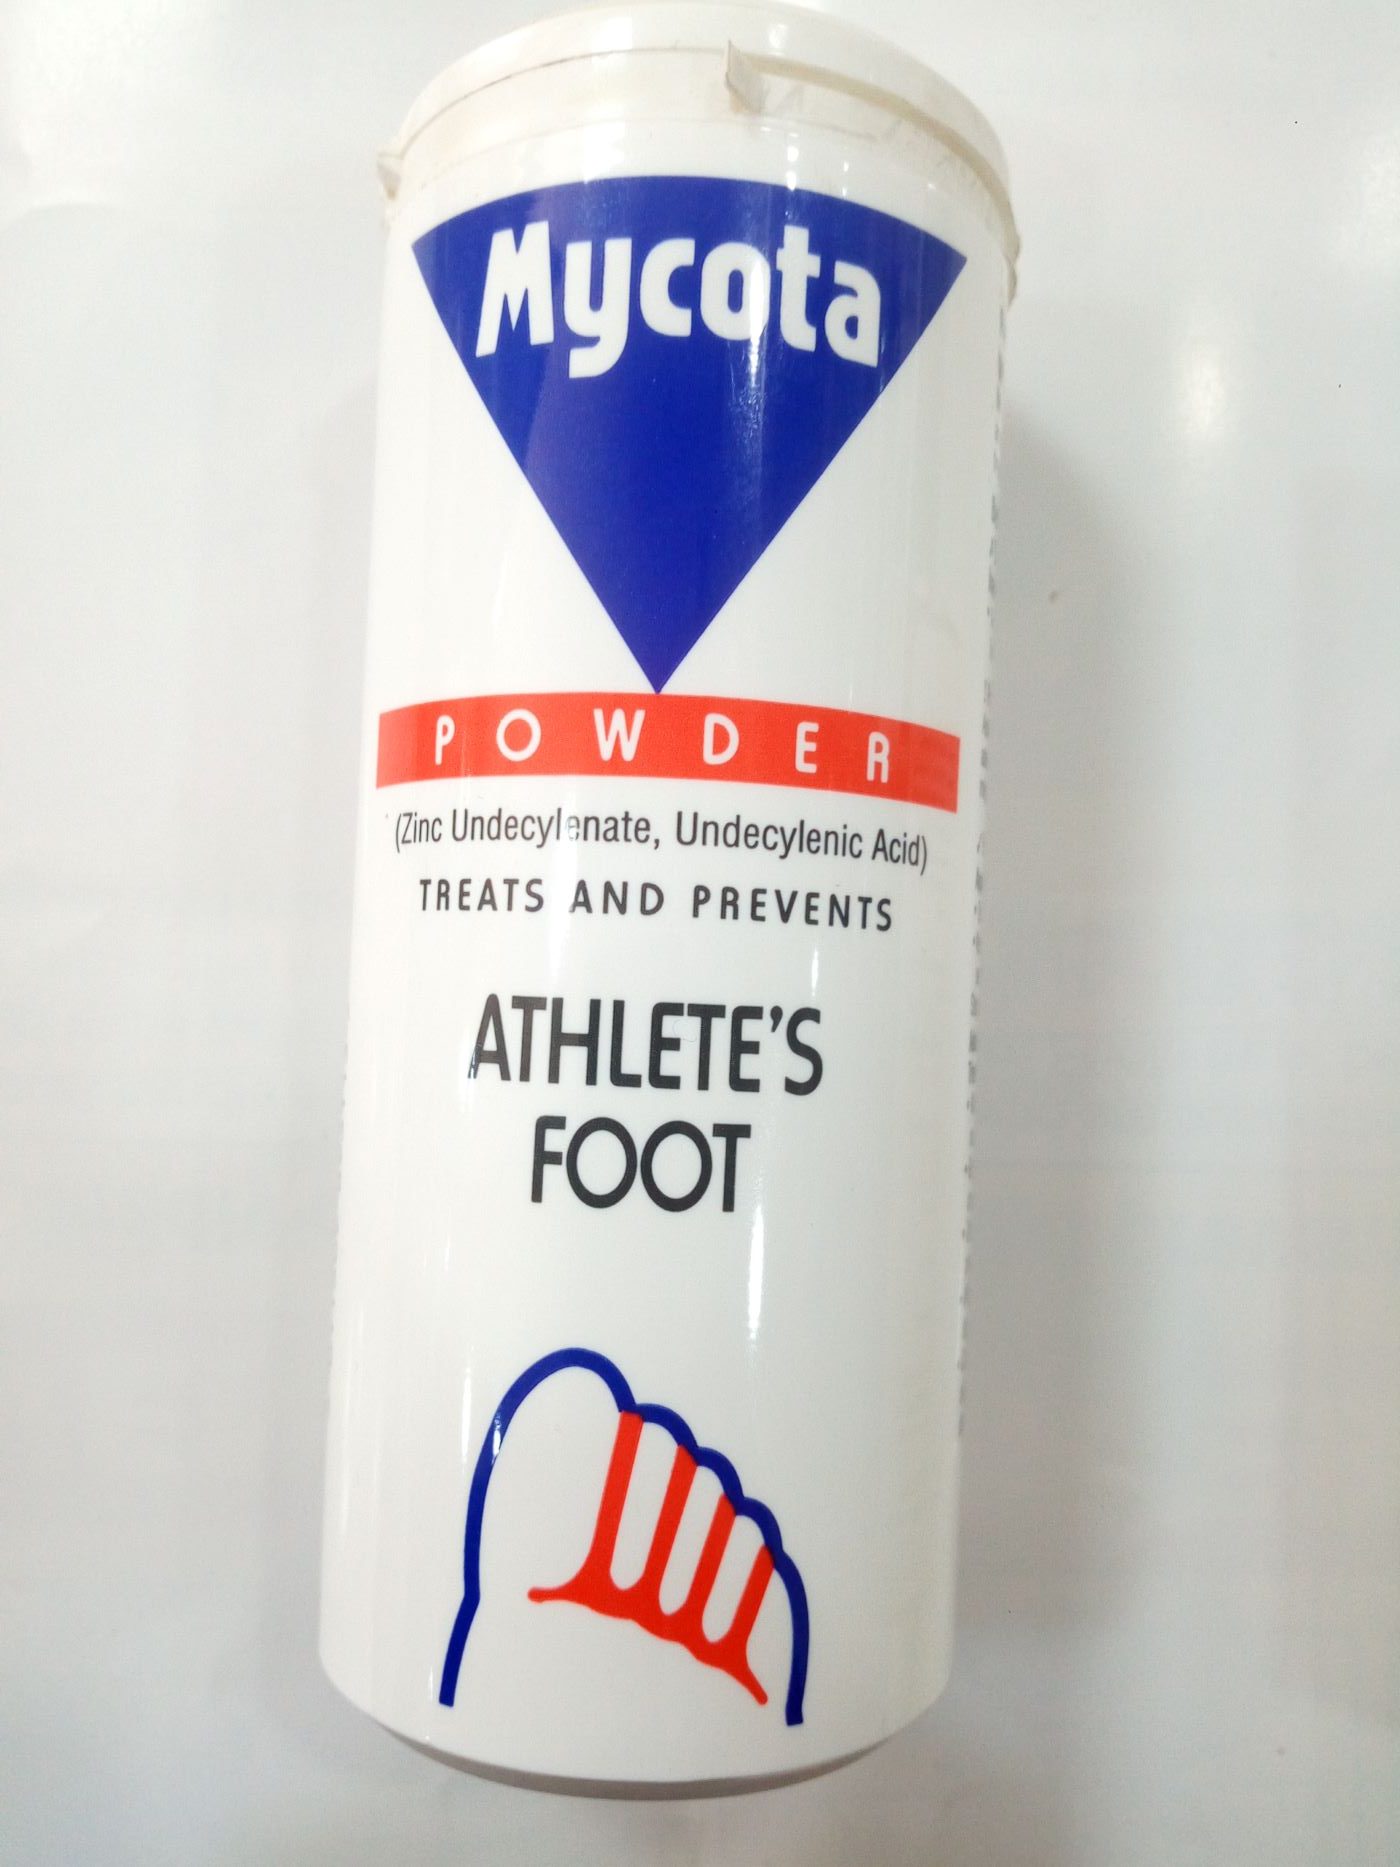 Mycota
POWDER
(Zinc Undecylenate, Undecylenic Acid)
TREATS AND PREVENTS
ATHLETE'S
FOOT